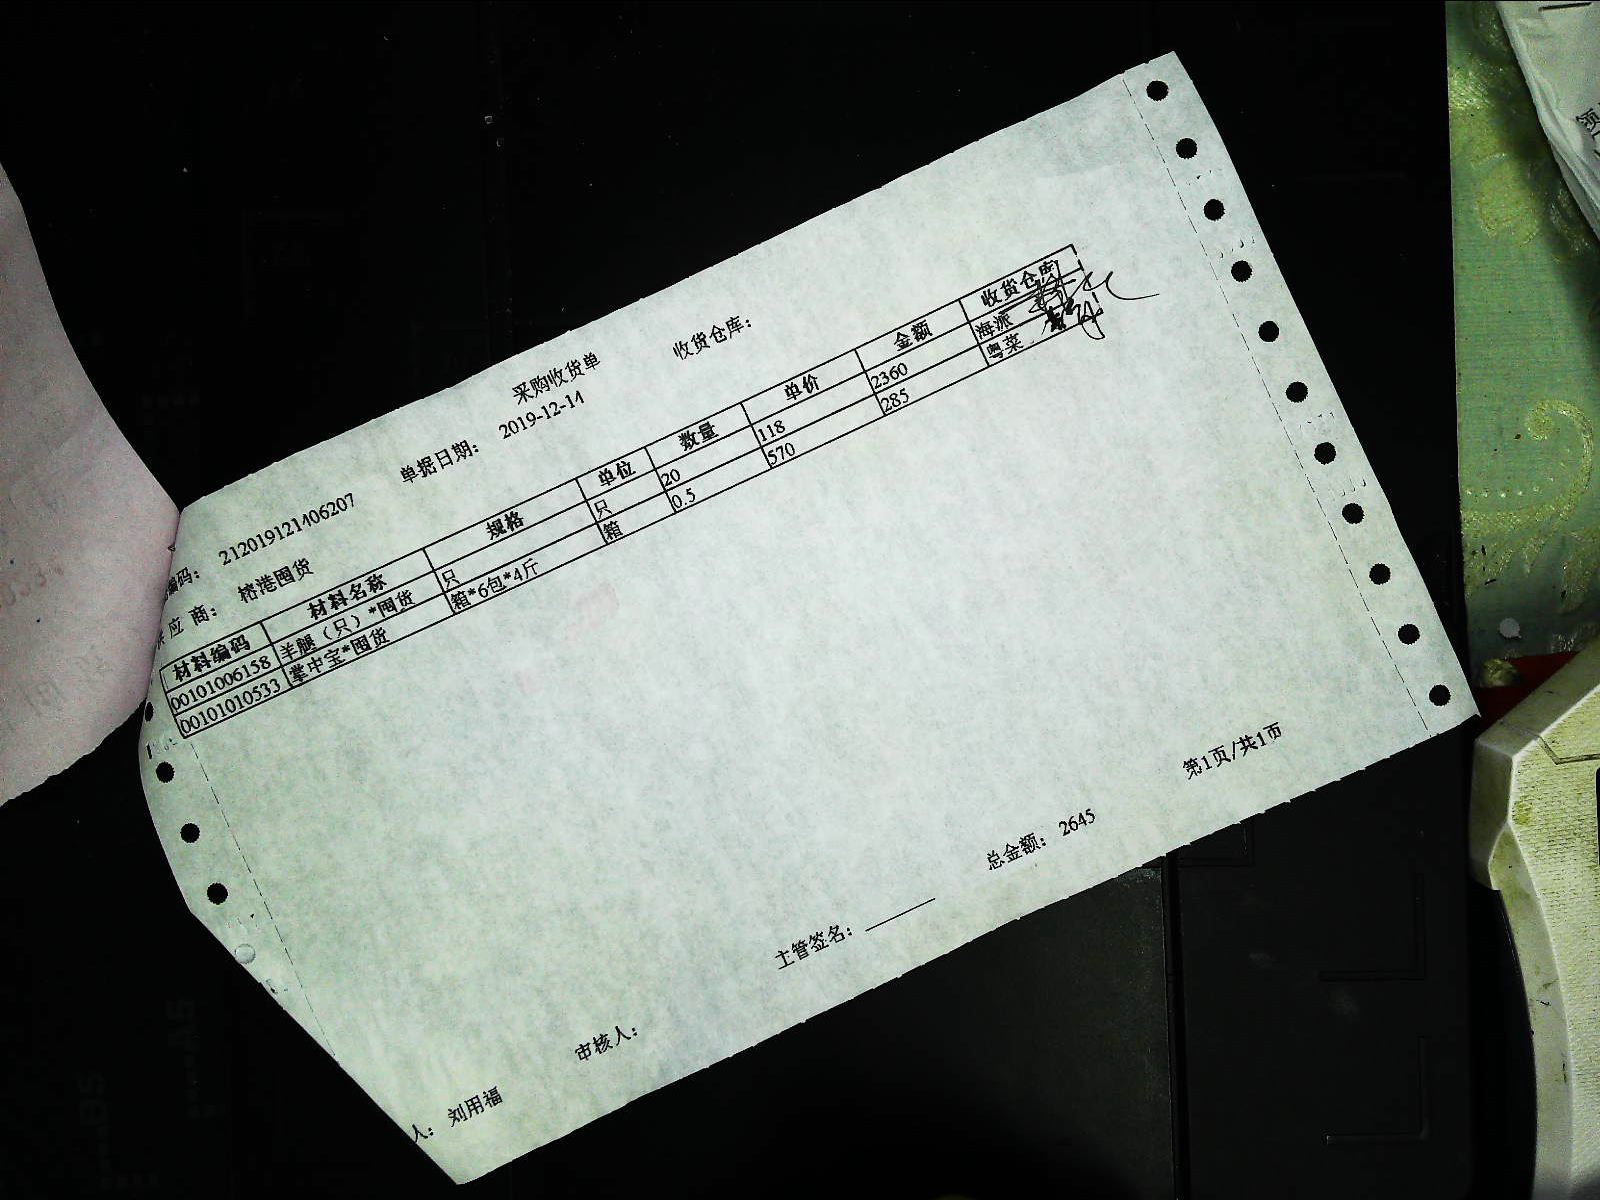 采购收货单
编码： 212019121406207 单据日期： 2019-12-14 收货仓库：
供应商： 榕港囤货
材料编码 材料名称 规格 单位 数量 单价 金额 收货仓库
00101006158 羊腿（只）*囤货 只 只 20 118 2360 海派
00101010533 掌中宝*囤货 箱*6包*4斤 箱 0.5 570 285 粤菜
人： 刘用福 审核人： 主管签名： 总金额： 2645 第1页/共1页
领